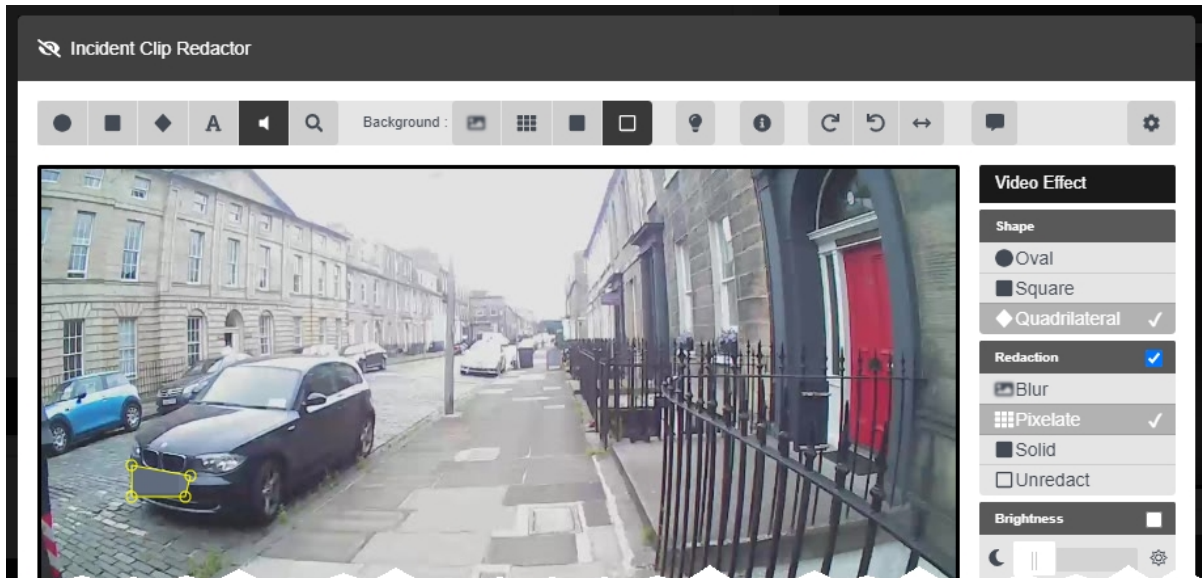 Incident Clip Redactor
A
Background :
Video Effect
Shape
Oval
Square
Quadrilateral
Redaction
Blur
Pixelate
Solid
Unredact
Brightness